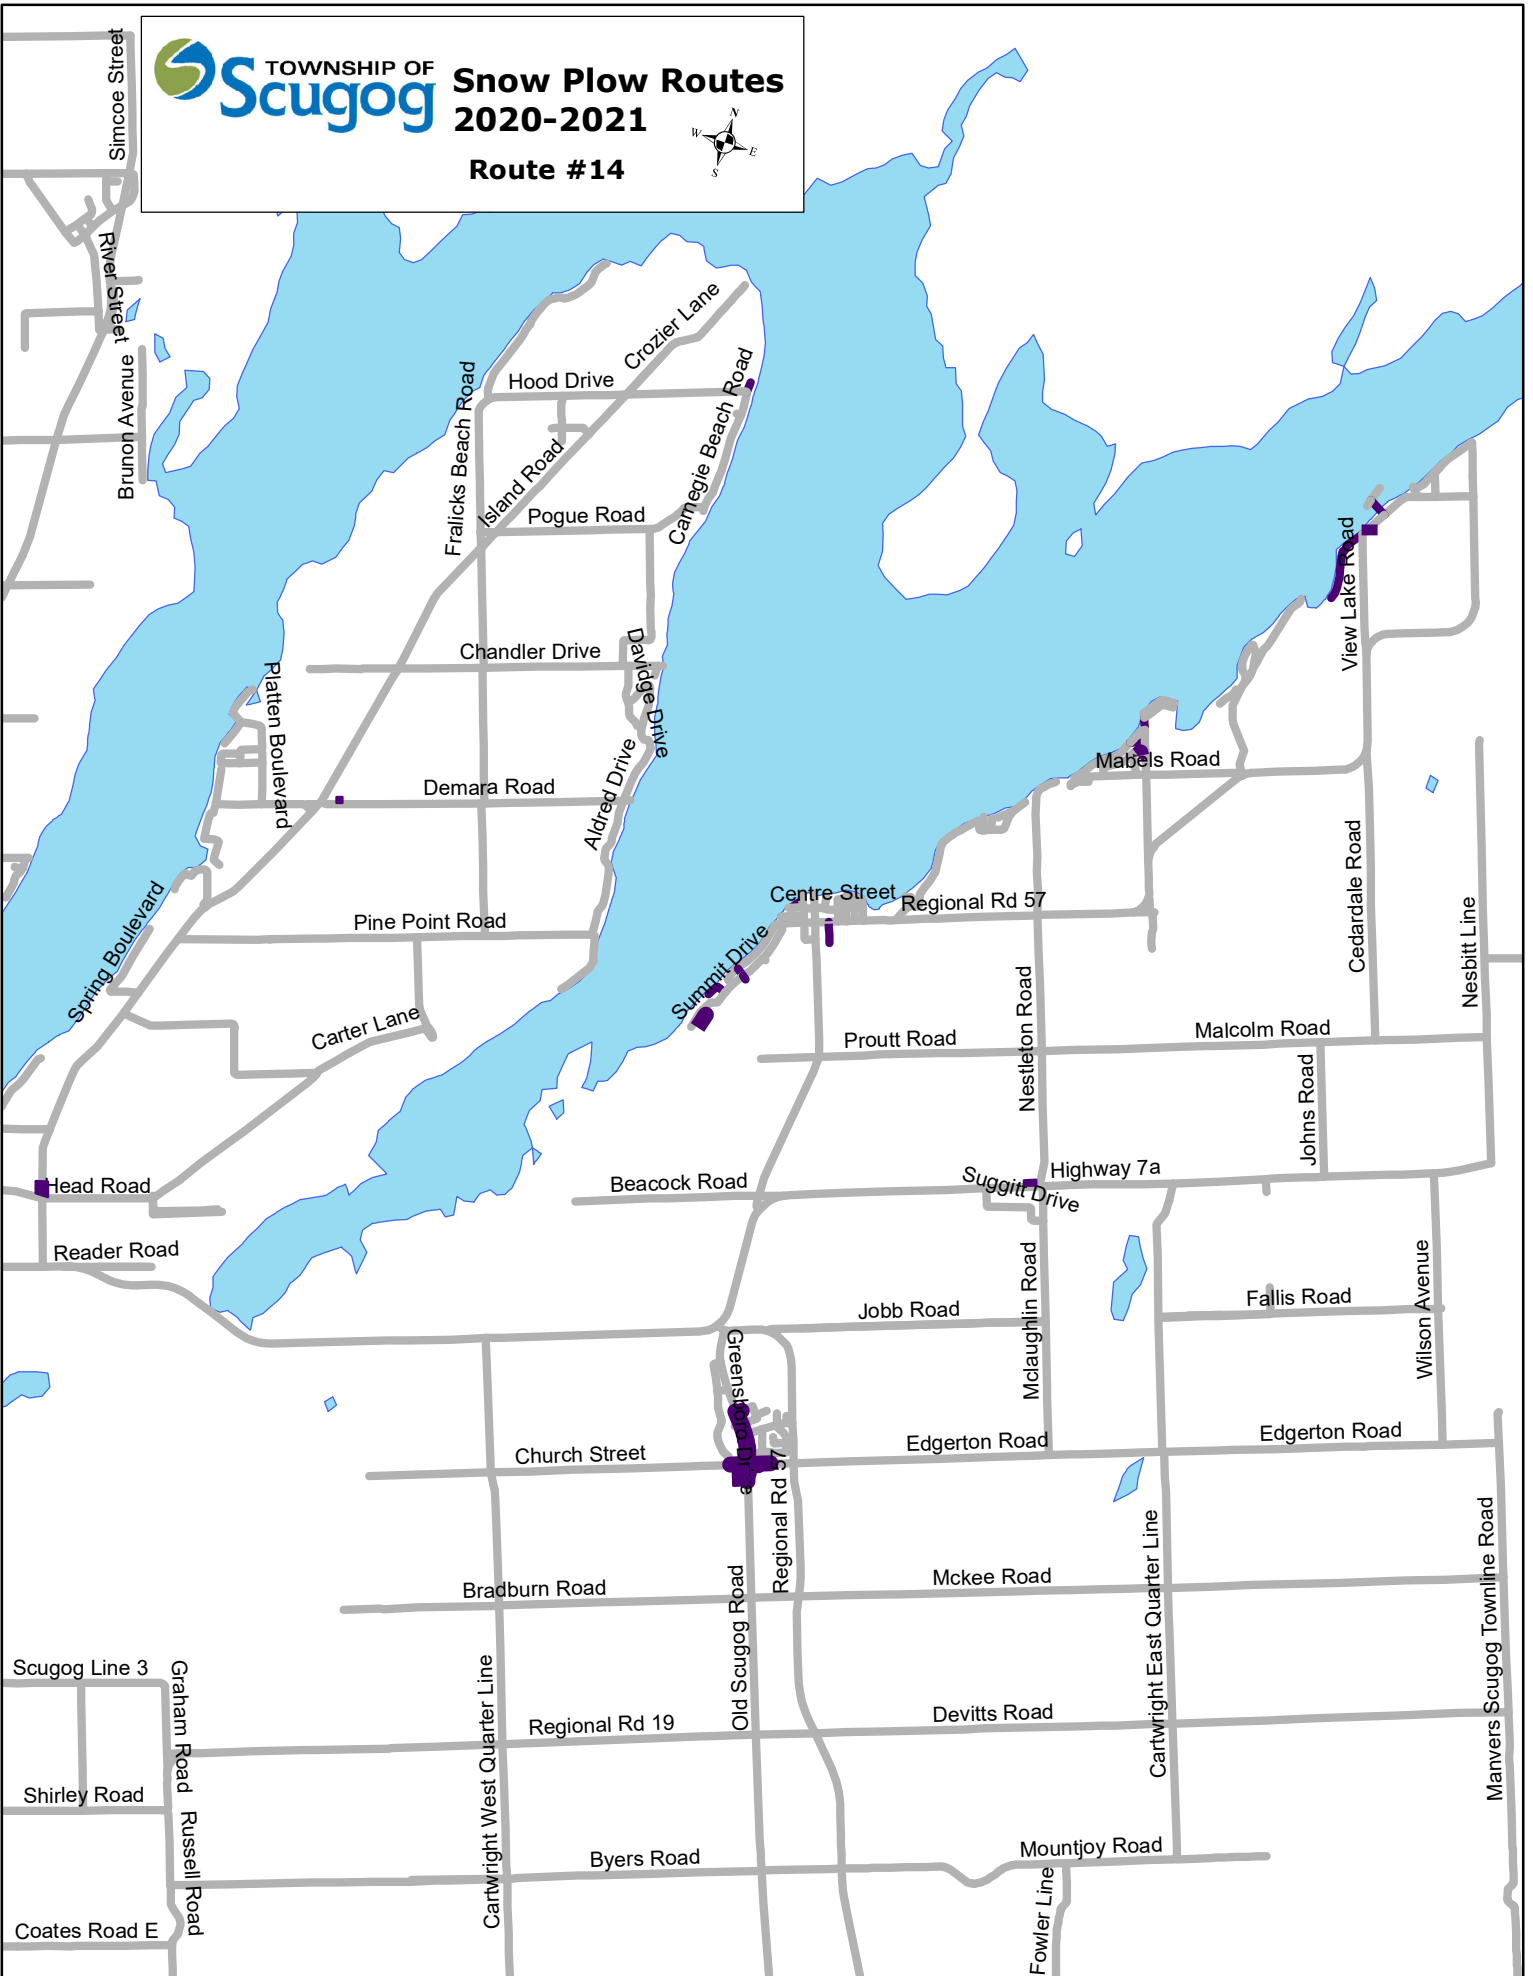 TOWNSHIP OF
Scugog
Snow Plow Routes
2020-2021
Route #14
N
W
E
S
Simcoe Street
River Street
Brunon Avenue
Crozier Lane
Hood Drive
Fralicks Beach Road
Island Road
Carnegie Beach Road
Pogue Road
View Lake Road
Chandler Drive
Davidge Drive
Platten Boulevard
Demara Road
Aldred Drive
Mabels Road
Cedardale Road
Nesbitt Line
Centre Street
Regional Rd 57
Pine Point Road
Spring Boulevard
Summit Drive
Nestleton Road
Carter Lane
Proutt Road
Malcolm Road
Johns Road
Head Road
Beacock Road
Suggitt Drive
Highway 7a
Reader Road
Mclaughlin Road
Jobb Road
Fallis Road
Wilson Avenue
Greensboro Drive
Church Street
Regional Rd 57
Edgerton Road
Edgerton Road
Bradburn Road
Old Scugog Road
Mckee Road
Cartwright East Quarter Line
Manvers Scugog Townline Road
Scugog Line 3
Graham Road
Cartwright West Quarter Line
Regional Rd 19
Devitts Road
Shirley Road
Russell Road
Byers Road
Mountjoy Road
Fowler Line
Coates Road E